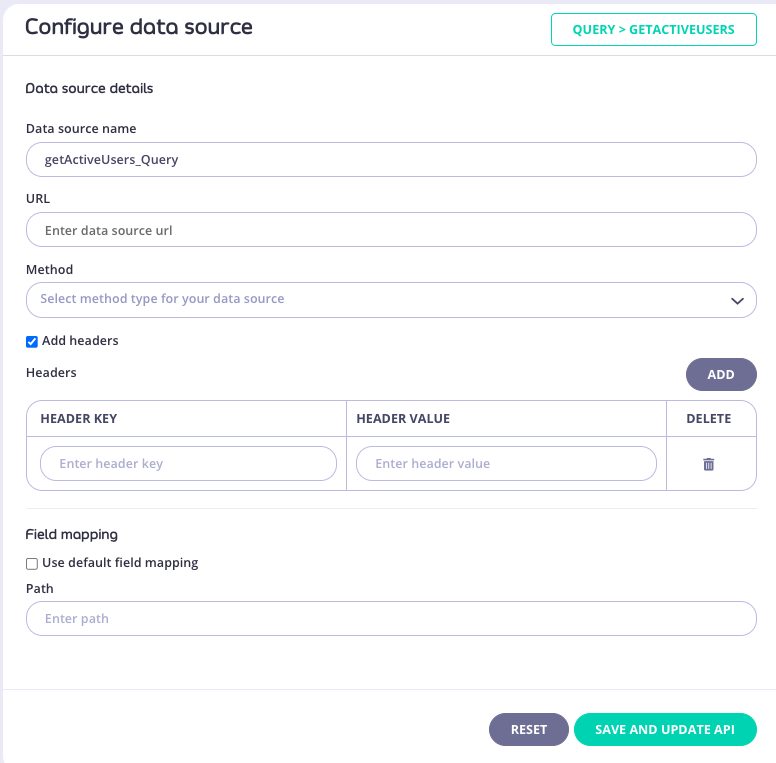 Configure data source
QUERY > GETACTIVEUSERS
Data source details
Data source name
getActiveUsers_Query
URL
Enter data source url
Method
Select method type for your data source
Add headers
Headers
ADD
HEADER KEY HEADER VALUE DELETE
Enter header key Enter header value
Field mapping
Use default field mapping
Path
Enter path
RESET SAVE AND UPDATE API